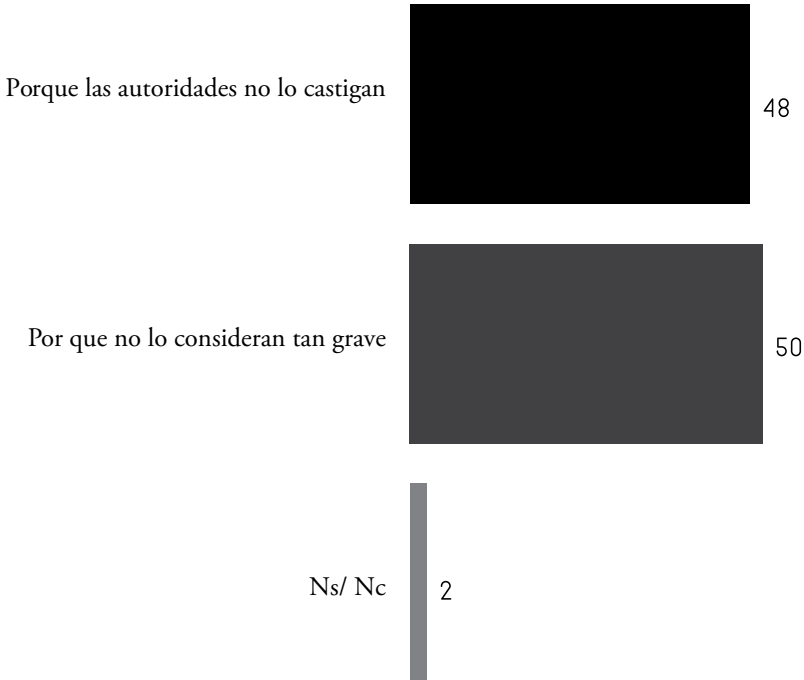 Porque las autoridades no lo castigan
48
Por que no lo consideran tan grave
50
Ns/ Nc
2